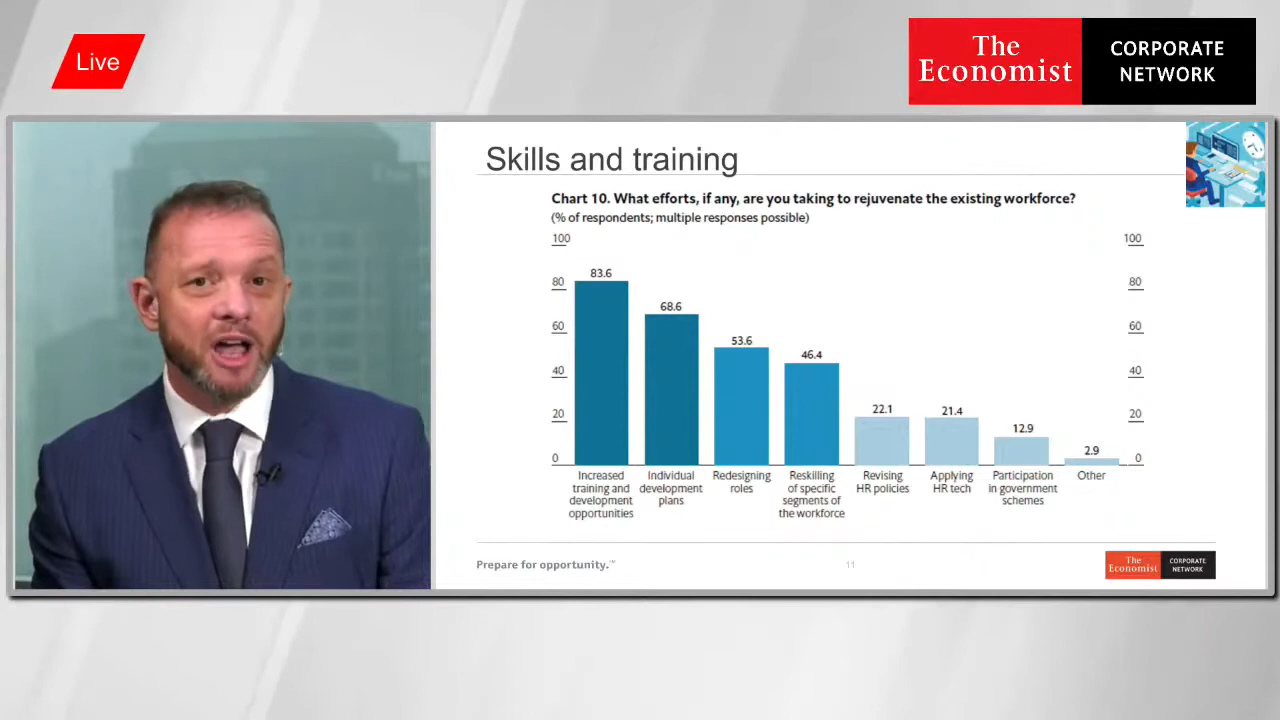 Live
The
Economist
CORPORATE
NETWORK
Skills and training
Chart 10. What efforts, if any, are you taking to rejuvenate the existing workforce?
(% of respondents; multiple responses possible)
100 100
83.6
80 80
68.6
60 60
53.6
46.4
40 40
22.1
21.4
20 20
12.9
2.9
0 0
Increased
training and
development
opportunities
Individual
development
plans
Redesigning
roles
Reskilling
of specific
segments of
the workforce
Revising
HR policies
Applying
HR tech
Participation
in government
schemes
Other
Prepare for opportunity.™
11
The
Economist
CORPORATE
NETWORK